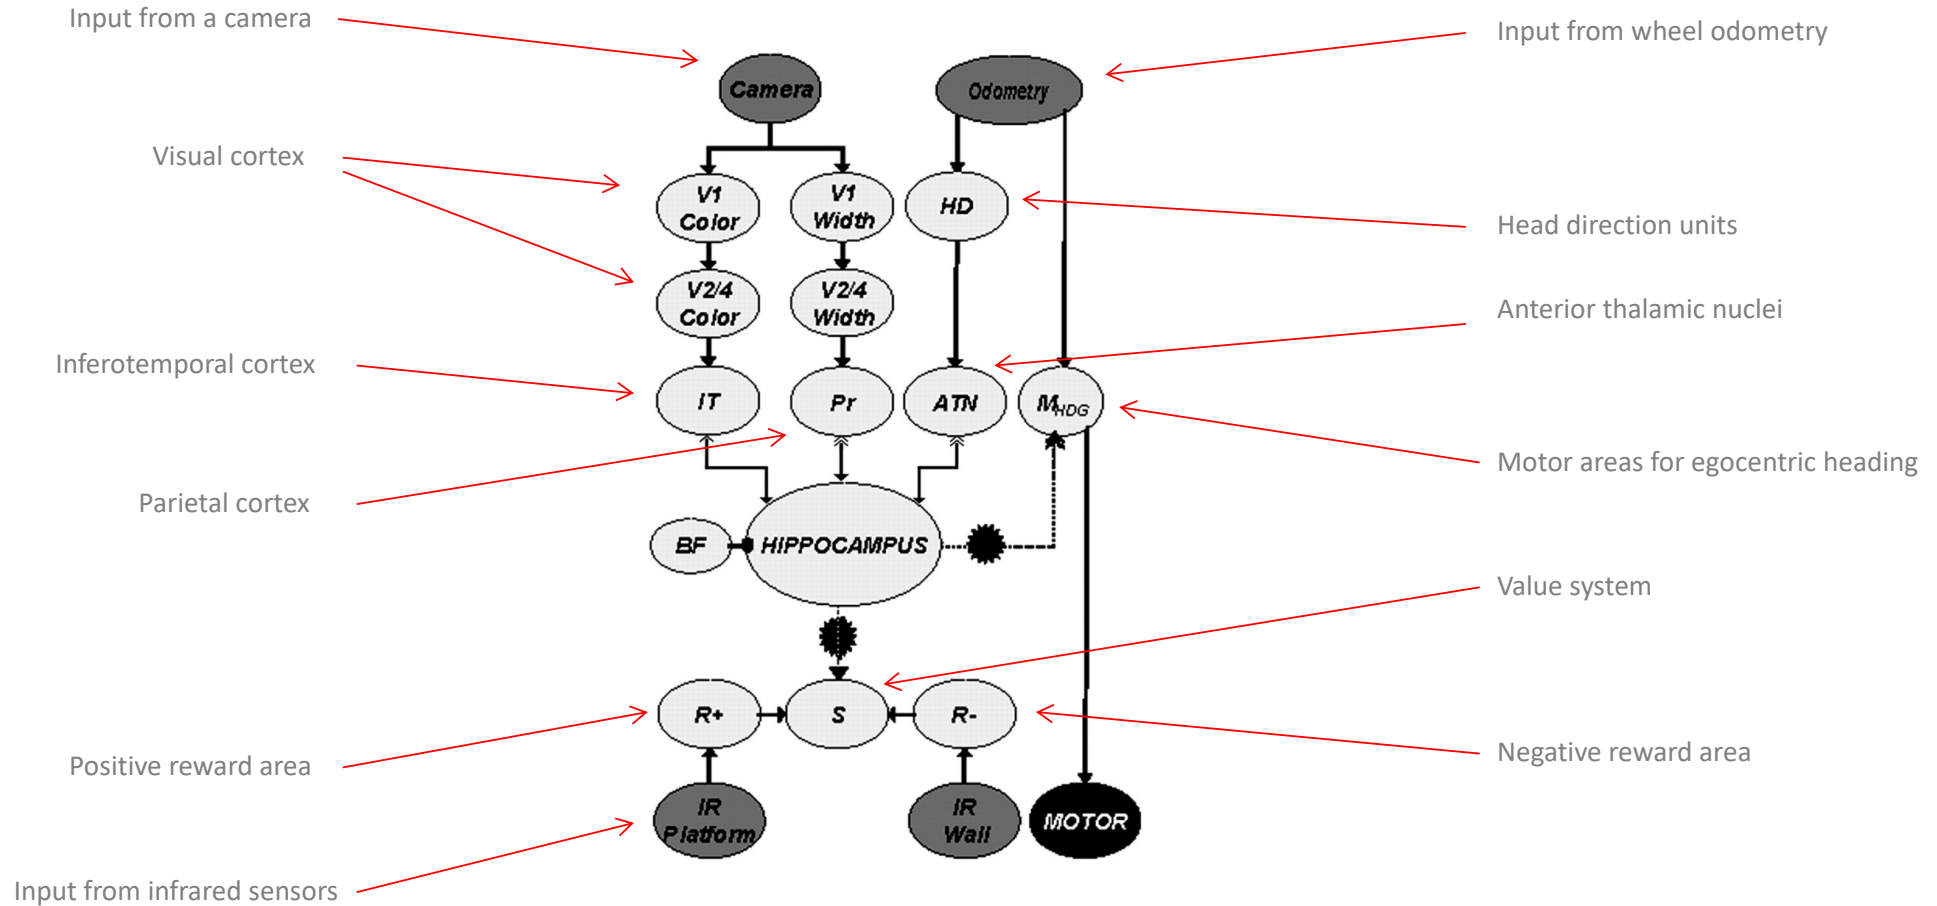 Input from a camera
Input from wheel odometry
Camera
Odometry
Visual cortex
V1
Color
V1
Width
HD
Head direction units
V2/4
Color
V2/4
Width
Anterior thalamic nuclei
Inferotemporal cortex
IT
Pr
ATN
MHDG
Motor areas for egocentric heading
Parietal cortex
BF
HIPPOCAMPUS
Value system
R+
S
R-
Positive reward area
Negative reward area
IR
Platform
IR
Wall
MOTOR
Input from infrared sensors